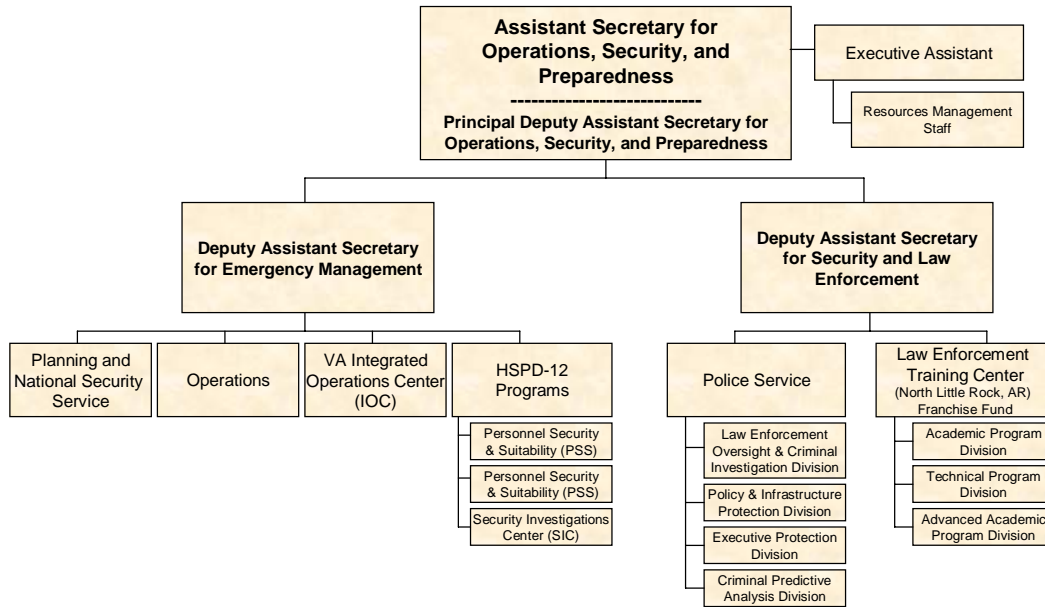 Assistant Secretary for
Operations, Security, and
Preparedness
----------------------------
Principal Deputy Assistant Secretary for
Operations, Security, and Preparedness
Executive Assistant
Resources Management
Staff
Deputy Assistant Secretary
for Emergency Management
Deputy Assistant Secretary
for Security and Law
Enforcement
Planning and
National Security
Service
Operations
VA Integrated
Operations Center
(IOC)
HSPD-12
Programs
Personnel Security
& Suitability (PSS)
Personnel Security
& Suitability (PSS)
Security Investigations
Center (SIC)
Police Service
Law Enforcement
Oversight & Criminal
Investigation Division
Policy & Infrastructure
Protection Division
Executive Protection
Division
Criminal Predictive
Analysis Division
Law Enforcement
Training Center
(North Little Rock, AR)
Franchise Fund
Academic Program
Division
Technical Program
Division
Advanced Academic
Program Division